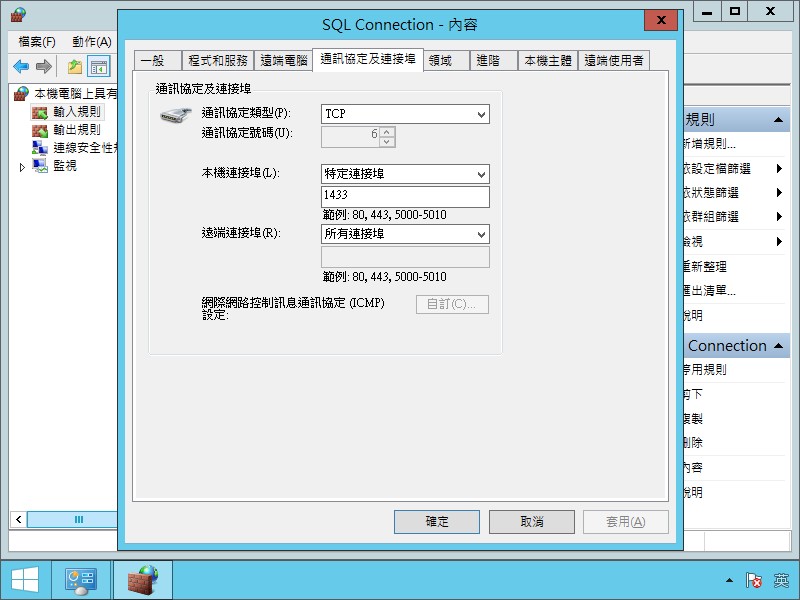 SQL Connection - 內容
檔案(F) 動作(A)
一般 程式和服務 遠端電腦 通訊協定及連接埠 領域 進階 本機主體 遠端使用者
本機電腦上具有
輸入規則
輸出規則
連線安全性規
監視
通訊協定及連接埠
通訊協定類型(P): TCP
通訊協定號碼(U): 6
本機連接埠(L): 特定連接埠
1433
範例: 80, 443, 5000-5010
遠端連接埠(R): 所有連接埠
範例: 80, 443, 5000-5010
網際網路控制訊息通訊協定 (ICMP)
設定:
自訂(C)...
確定 取消 套用(A)
規則
新增規則...
依設定檔篩選
依狀態篩選
依群組篩選
檢視
重新整理
匯出清單...
說明
Connection
停用規則
剪下
複製
刪除
內容
說明
英